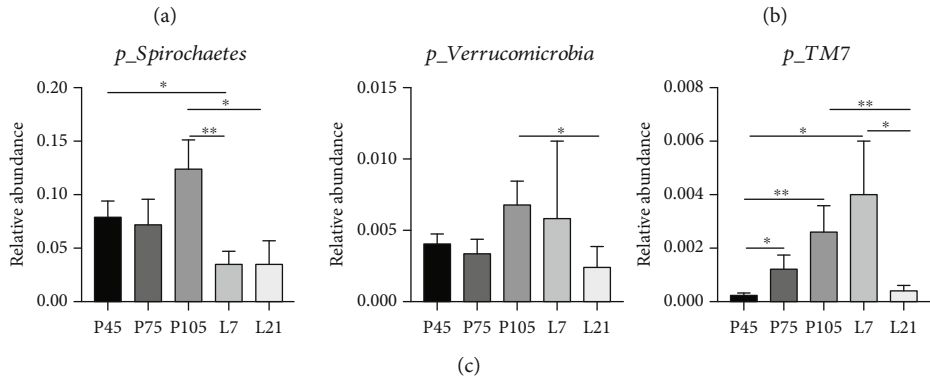 (a) (b)
p_Spirochaetes
Relative abundance
0.20
0.15
0.10
0.05
0.00
*
*
**
P45 P75 P105 L7 L21
p_Verrucomicrobia
Relative abundance
0.015
0.010
0.005
0.000
*
P45 P75 P105 L7 L21
p_TM7
Relative abundance
0.008
0.006
0.004
0.002
0.000
**
*
*
**
*
P45 P75 P105 L7 L21
(c)